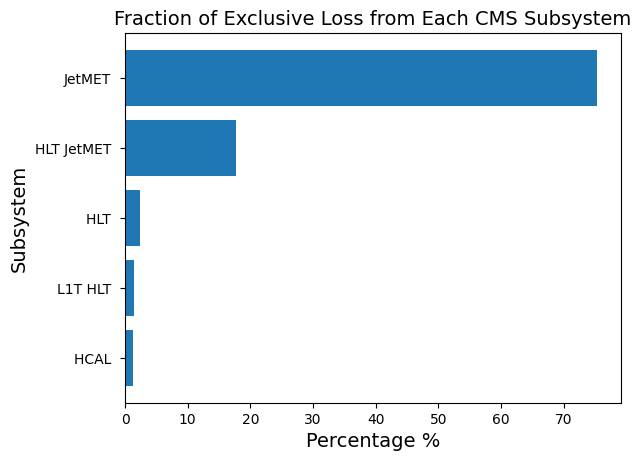 Fraction of Exclusive Loss from Each CMS Subsystem
JetMET
HLT JetMET
HLT
L1T HLT
HCAL
Subsystem
0 10 20 30 40 50 60 70
Percentage %